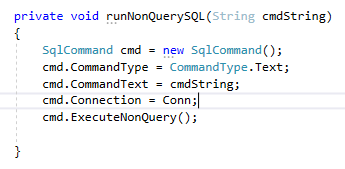 private void runNonQuerySQL(String cmdString)
{
SqlCommand cmd = new SqlCommand();
cmd.CommandType = CommandType.Text;
cmd.CommandText = cmdString;
cmd.Connection = Conn;
cmd.ExecuteNonQuery();
}